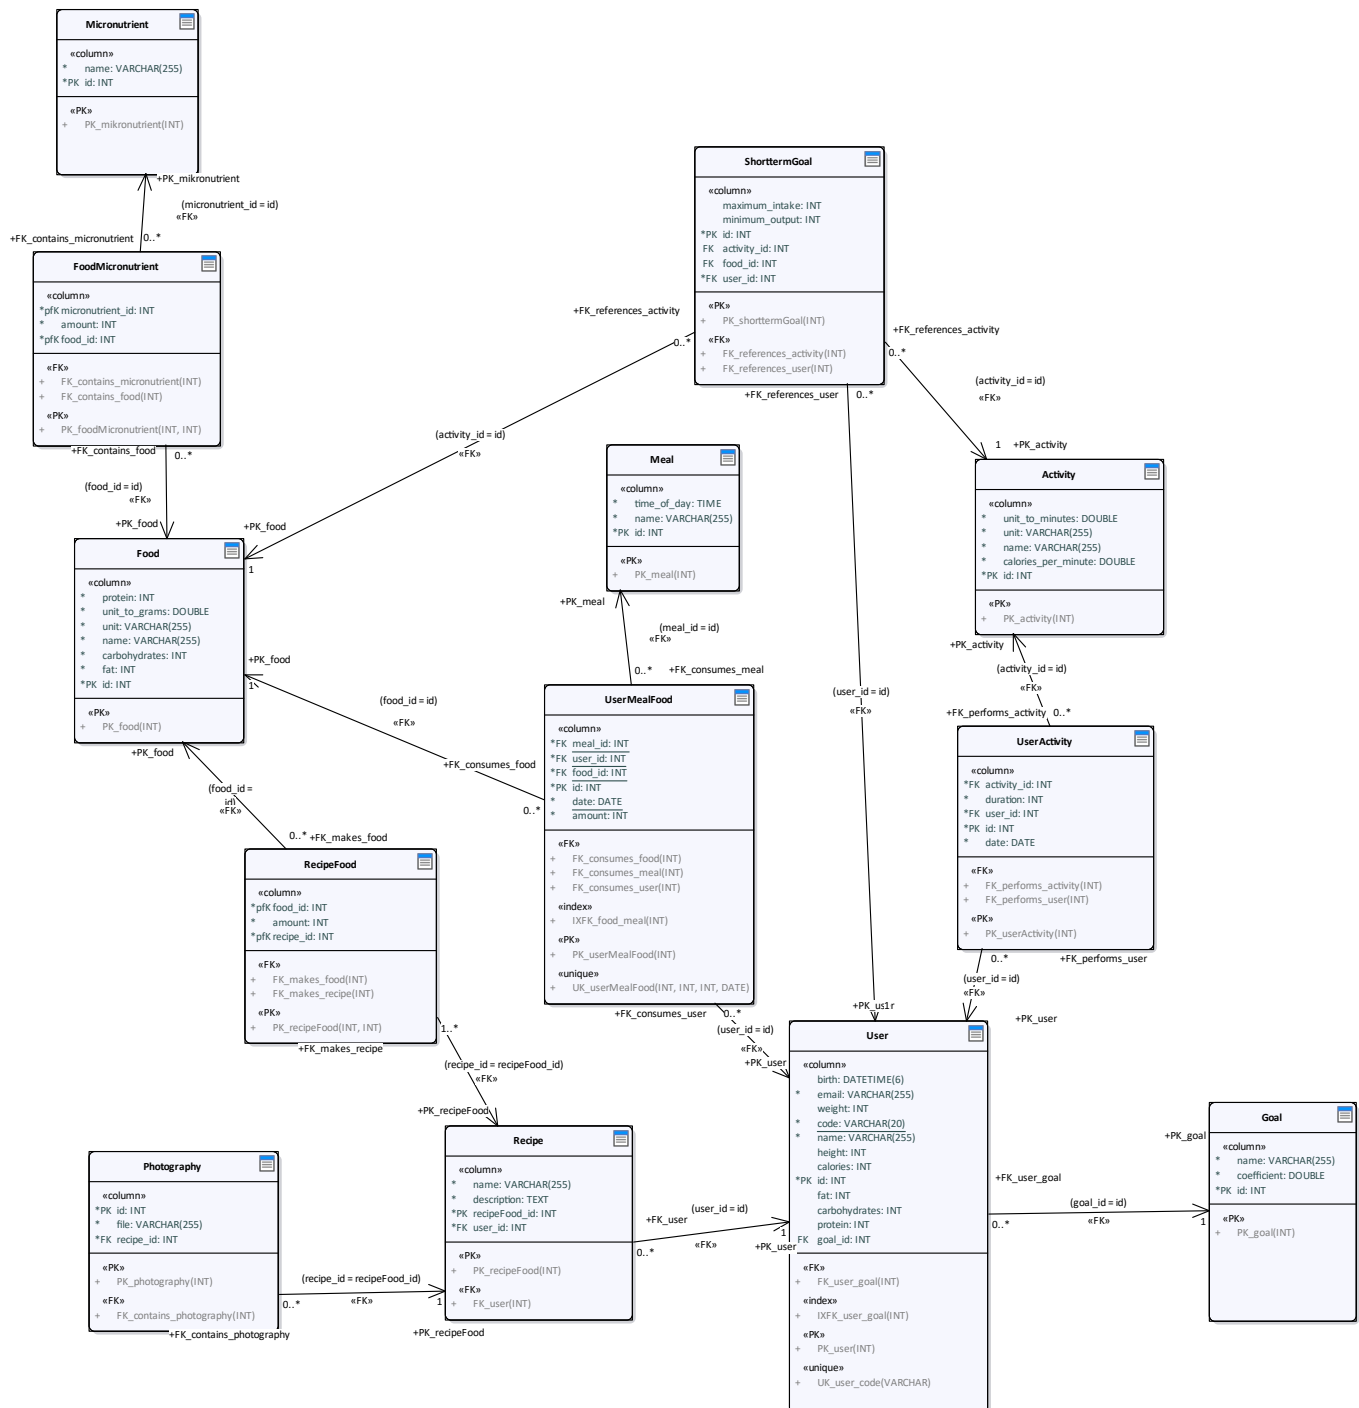 Micronutrient
«column»
* name: VARCHAR(255)
*PK id: INT
«PK»
+ PK_mikronutrient(INT)
+PK_mikronutrient
(micronutrient_id = id)
«FK»
+FK_contains_micronutrient
0..*
FoodMicronutrient
«column»
*pfK micronutrient_id: INT
* amount: INT
*pfK food_id: INT
«FK»
+ FK_contains_micronutrient(INT)
+ FK_contains_food(INT)
«PK»
+ PK_foodMicronutrient(INT, INT)
+FK_contains_food
0..*
(food_id = id)
«FK»
+PK_food
ShorttermGoal
«column»
maximum_intake: INT
minimum_output: INT
*PK id: INT
FK activity_id: INT
FK food_id: INT
*FK user_id: INT
«PK»
+ PK_shorttermGoal(INT)
«FK»
+ FK_references_activity(INT)
+ FK_references_user(INT)
+FK_references_activity
0..*
(activity_id = id)
«FK»
+PK_food
1
+FK_references_activity
0..*
(activity_id = id)
«FK»
1 +PK_activity
+FK_references_user
0..*
(user_id = id)
«FK»
+PK_us1r
Food
«column»
* protein: INT
* unit_to_grams: DOUBLE
* unit: VARCHAR(255)
* name: VARCHAR(255)
* carbohydrates: INT
* fat: INT
*PK id: INT
«PK»
+ PK_food(INT)
+PK_food
1
(food_id = id)
«FK»
+FK_consumes_food
0..*
+PK_food
(food_id =
id)
«FK»
0..* +FK_makes_food
Meal
«column»
* time_of_day: TIME
* name: VARCHAR(255)
*PK id: INT
«PK»
+ PK_meal(INT)
+PK_meal
(meal_id = id)
«FK»
0..* +FK_consumes_meal
Activity
«column»
* unit_to_minutes: DOUBLE
* unit: VARCHAR(255)
* name: VARCHAR(255)
* calories_per_minute: DOUBLE
*PK id: INT
«PK»
+ PK_activity(INT)
+PK_activity
(activity_id = id)
«FK»
+FK_performs_activity 0..*
UserMealFood
«column»
*FK meal_id: INT
*FK user_id: INT
*FK food_id: INT
*PK id: INT
* date: DATE
* amount: INT
«FK»
+ FK_consumes_food(INT)
+ FK_consumes_meal(INT)
+ FK_consumes_user(INT)
«index»
+ IXFK_food_meal(INT)
«PK»
+ PK_userMealFood(INT)
«unique»
+ UK_userMealFood(INT, INT, INT, DATE)
+FK_consumes_user
0..*
(user_id = id)
«FK»
+PK_user
UserActivity
«column»
*FK activity_id: INT
* duration: INT
*FK user_id: INT
*PK id: INT
* date: DATE
«FK»
+ FK_performs_activity(INT)
+ FK_performs_user(INT)
«PK»
+ PK_userActivity(INT)
0..*
+FK_performs_user
(user_id = id)
«FK»
+PK_user
RecipeFood
«column»
*pfK food_id: INT
* amount: INT
*pfK recipe_id: INT
«FK»
+ FK_makes_food(INT)
+ FK_makes_recipe(INT)
«PK»
+ PK_recipeFood(INT, INT)
+FK_makes_recipe
1..*
(recipe_id = recipeFood_id)
«FK»
+PK_recipeFood
Recipe
«column»
* name: VARCHAR(255)
* description: TEXT
*PK recipeFood_id: INT
*FK user_id: INT
«PK»
+ PK_recipeFood(INT)
«FK»
+ FK_user(INT)
+FK_user
0..*
(user_id = id)
«FK»
1
+PK_user
Photography
«column»
*PK id: INT
* file: VARCHAR(255)
*FK recipe_id: INT
«PK»
+ PK_photography(INT)
«FK»
+ FK_contains_photography(INT)
+FK_contains_photography
0..*
(recipe_id = recipeFood_id)
«FK»
1
+PK_recipeFood
User
«column»
birth: DATETIME(6)
* email: VARCHAR(255)
weight: INT
* code: VARCHAR(20)
* name: VARCHAR(255)
height: INT
calories: INT
*PK id: INT
fat: INT
carbohydrates: INT
protein: INT
FK goal_id: INT
«FK»
+ FK_user_goal(INT)
«index»
+ IXFK_user_goal(INT)
«PK»
+ PK_user(INT)
«unique»
+ UK_user_code(VARCHAR)
+FK_user_goal
0..*
(goal_id = id)
«FK»
+PK_goal
1
Goal
«column»
* name: VARCHAR(255)
* coefficient: DOUBLE
*PK id: INT
«PK»
+ PK_goal(INT)